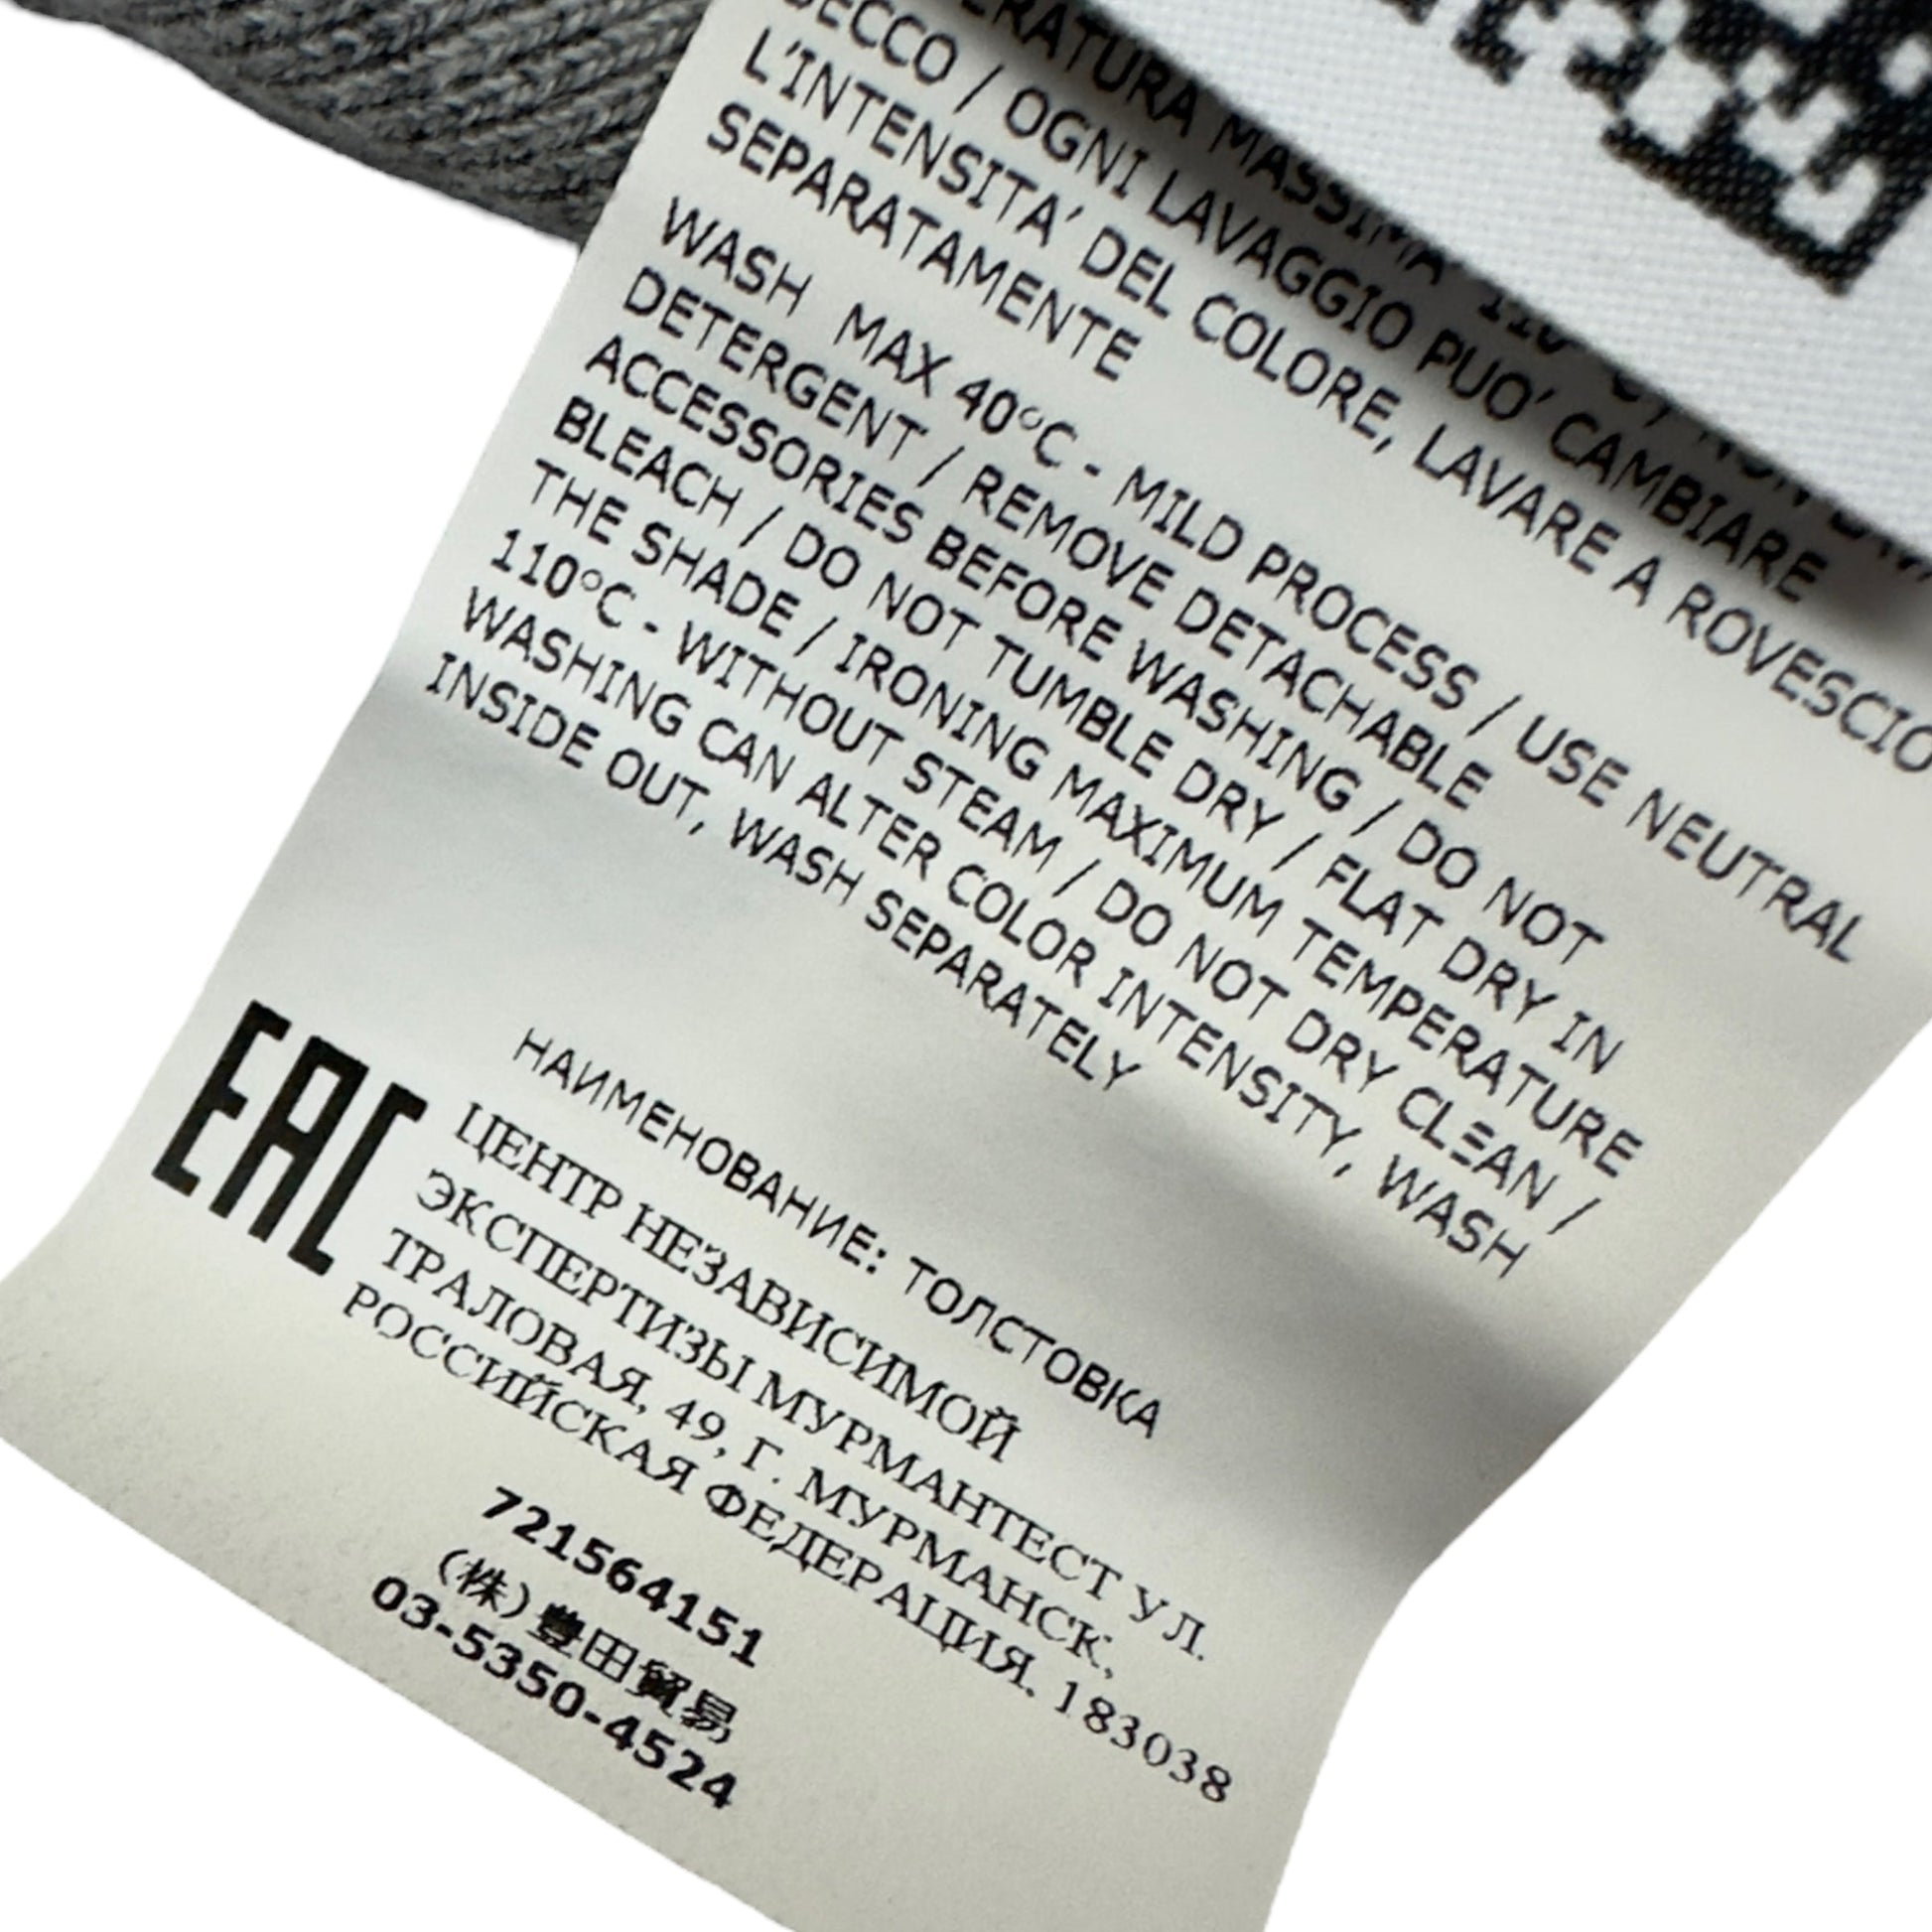 MASSIMA 110
SECCO / OGNI LAVAGGIO PUO' CAMBIARE
L'INTENSITA' DEL COLORE, LAVARE A ROVESCIO
SEPARATAMENTE
WASH MAX 40°C - MILD PROCESS / USE NEUTRAL
DETERGENT / REMOVE DETACHABLE
ACCESSORIES BEFORE WASHING / DO NOT
BLEACH / DO NOT TUMBLE DRY / FLAT DRY IN
THE SHADE / IRONING MAXIMUM TEMPERATURE
110°C - WITHOUT STEAM / DO NOT DRY CLEAN /
WASHING CAN ALTER COLOR INTENSITY, WASH
INSIDE OUT, WASH SEPARATELY
EAC
НАИМЕНОВАНИЕ: ТОЛСТОВКА
ЦЕНТР НЕЗАВИСИМОЙ
ЭКСПЕРТИЗЫ МУРМАНТЕСТ УЛ.
ТРАЛОВАЯ, 49, Г. МУРМАНСК,
РОССИЙСКАЯ ФЕДЕРАЦИЯ. 183038
721564151
(株)豊田貿易
03-5350-4524